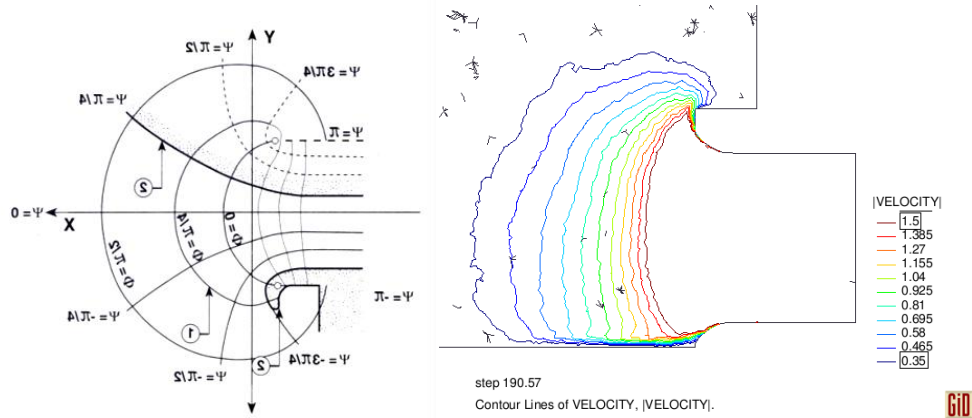 Y
Ψ = π/2
Ψ = 3π/4
Ψ = π/4
Ψ = π
2
Ψ = 0
X
Φ = π/2
Φ = π/4
Φ = 0
Ψ = -π
Ψ = -π/4
1
Ψ = -3π/4
2
Ψ = -π/2
|VELOCITY|
1.5
1.385
1.27
1.155
1.04
0.925
0.81
0.695
0.58
0.465
0.35
step 190.57
Contour Lines of VELOCITY, |VELOCITY|.
GiD